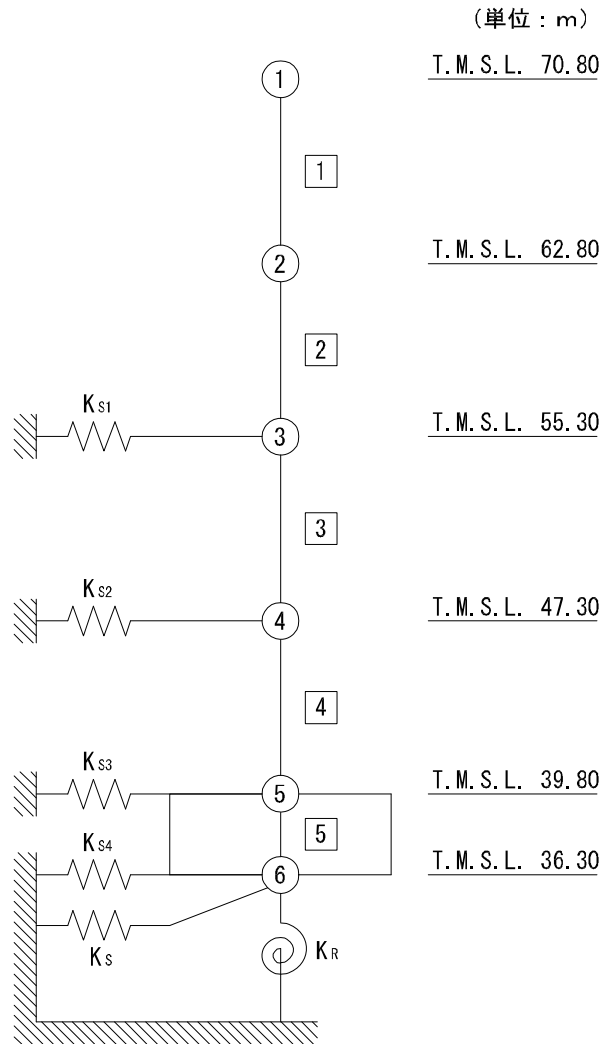 (単位：m)
① T.M.S.L. 70.80
1
② T.M.S.L. 62.80
2
KS1
③ T.M.S.L. 55.30
3
KS2
④ T.M.S.L. 47.30
4
KS3
⑤ T.M.S.L. 39.80
5
KS4
⑥ T.M.S.L. 36.30
KS
KR